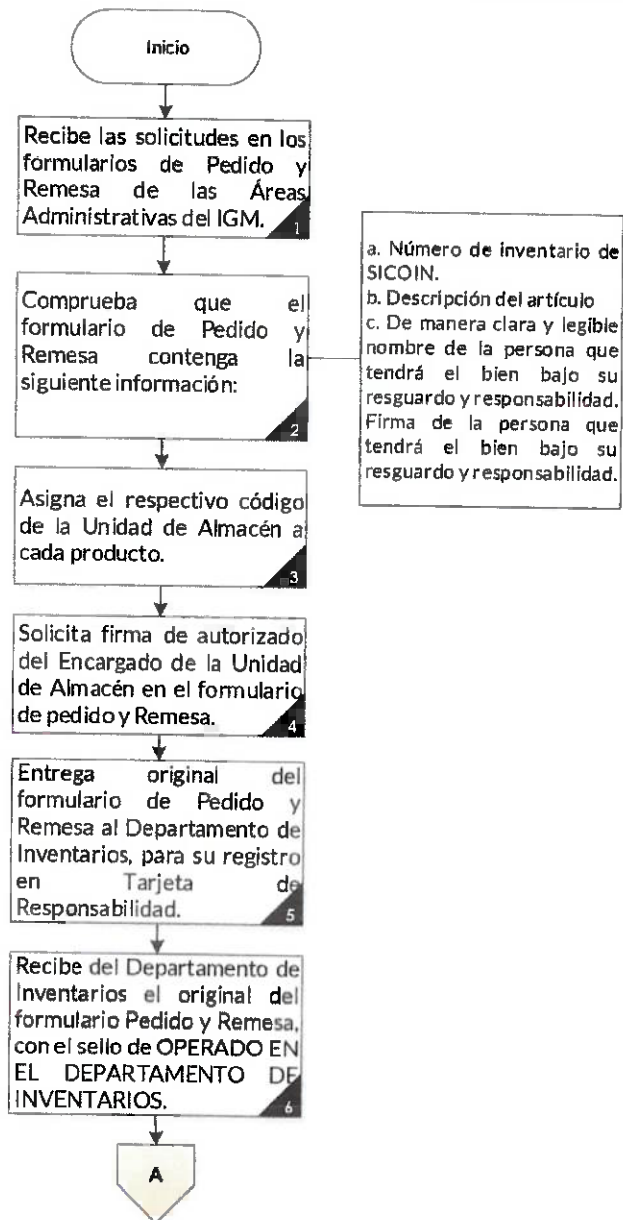 Inicio
Recibe las solicitudes en los
formularios de Pedido y
Remesa de las Áreas
Administrativas del IGM.
1
Comprueba que el
formulario de Pedido y
Remesa contenga la
siguiente información:
2
a. Número de inventario de
SICOIN.
b. Descripción del artículo
c. De manera clara y legible
nombre de la persona que
tendrá el bien bajo su
resguardo y responsabilidad.
Firma de la persona que
tendrá el bien bajo su
resguardo y responsabilidad.
Asigna el respectivo código
de la Unidad de Almacén a
cada producto.
3
Solicita firma de autorizado
del Encargado de la Unidad
de Almacén en el formulario
de pedido y Remesa.
4
Entrega original del
formulario de Pedido y
Remesa al Departamento de
Inventarios, para su registro
en Tarjeta de
Responsabilidad.
5
Recibe del Departamento de
Inventarios el original del
formulario Pedido y Remesa,
con el sello de OPERADO EN
EL DEPARTAMENTO DE
INVENTARIOS.
6
A